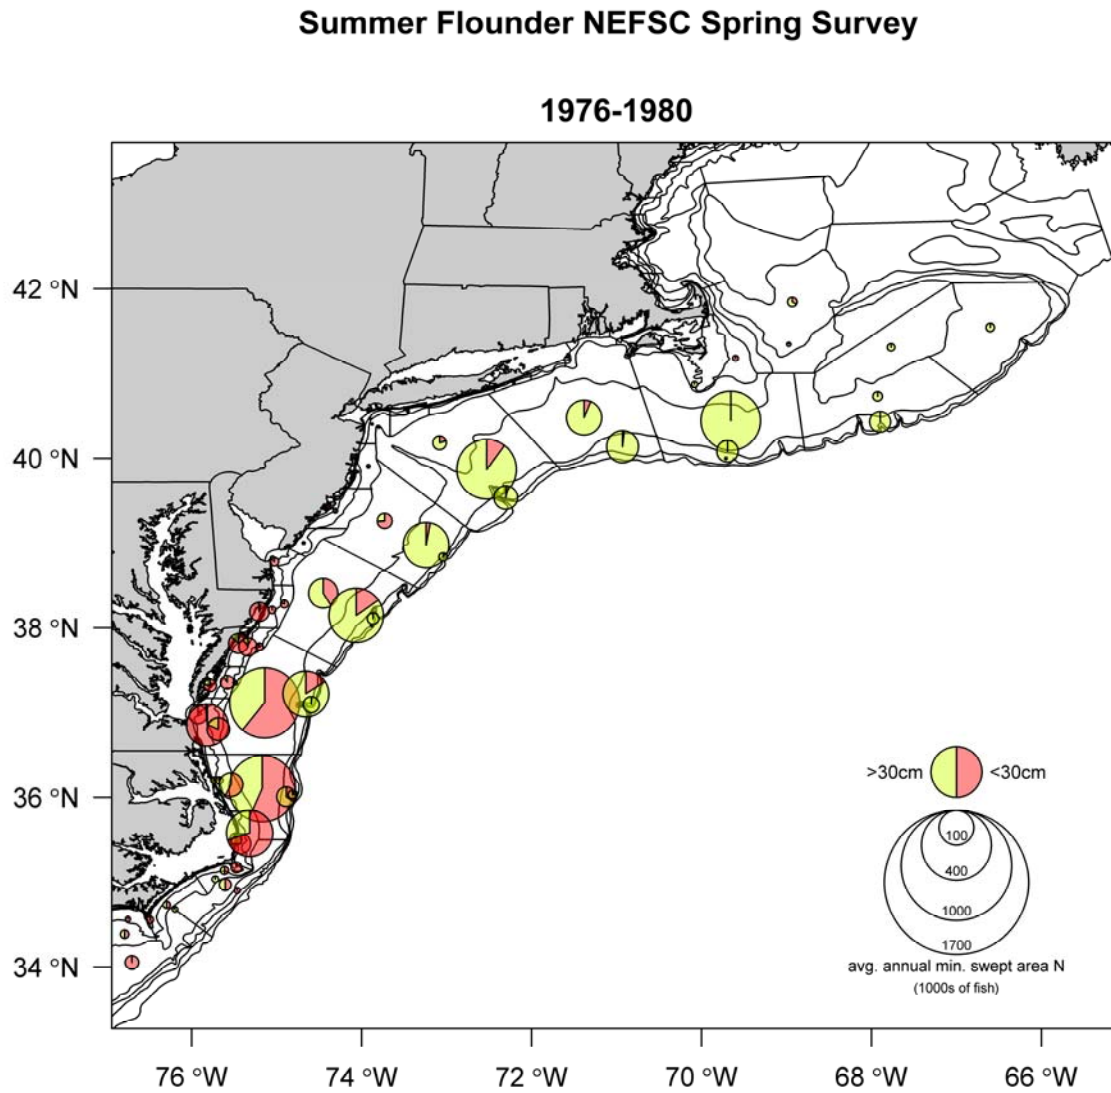 Summer Flounder NEFSC Spring Survey
1976-1980
42 °N
40 °N
38 °N
36 °N
34 °N
>30cm <30cm
100
400
1000
1700
avg. annual min. swept area N
(1000s of fish)
76 °W 74 °W 72 °W 70 °W 68 °W 66 °W